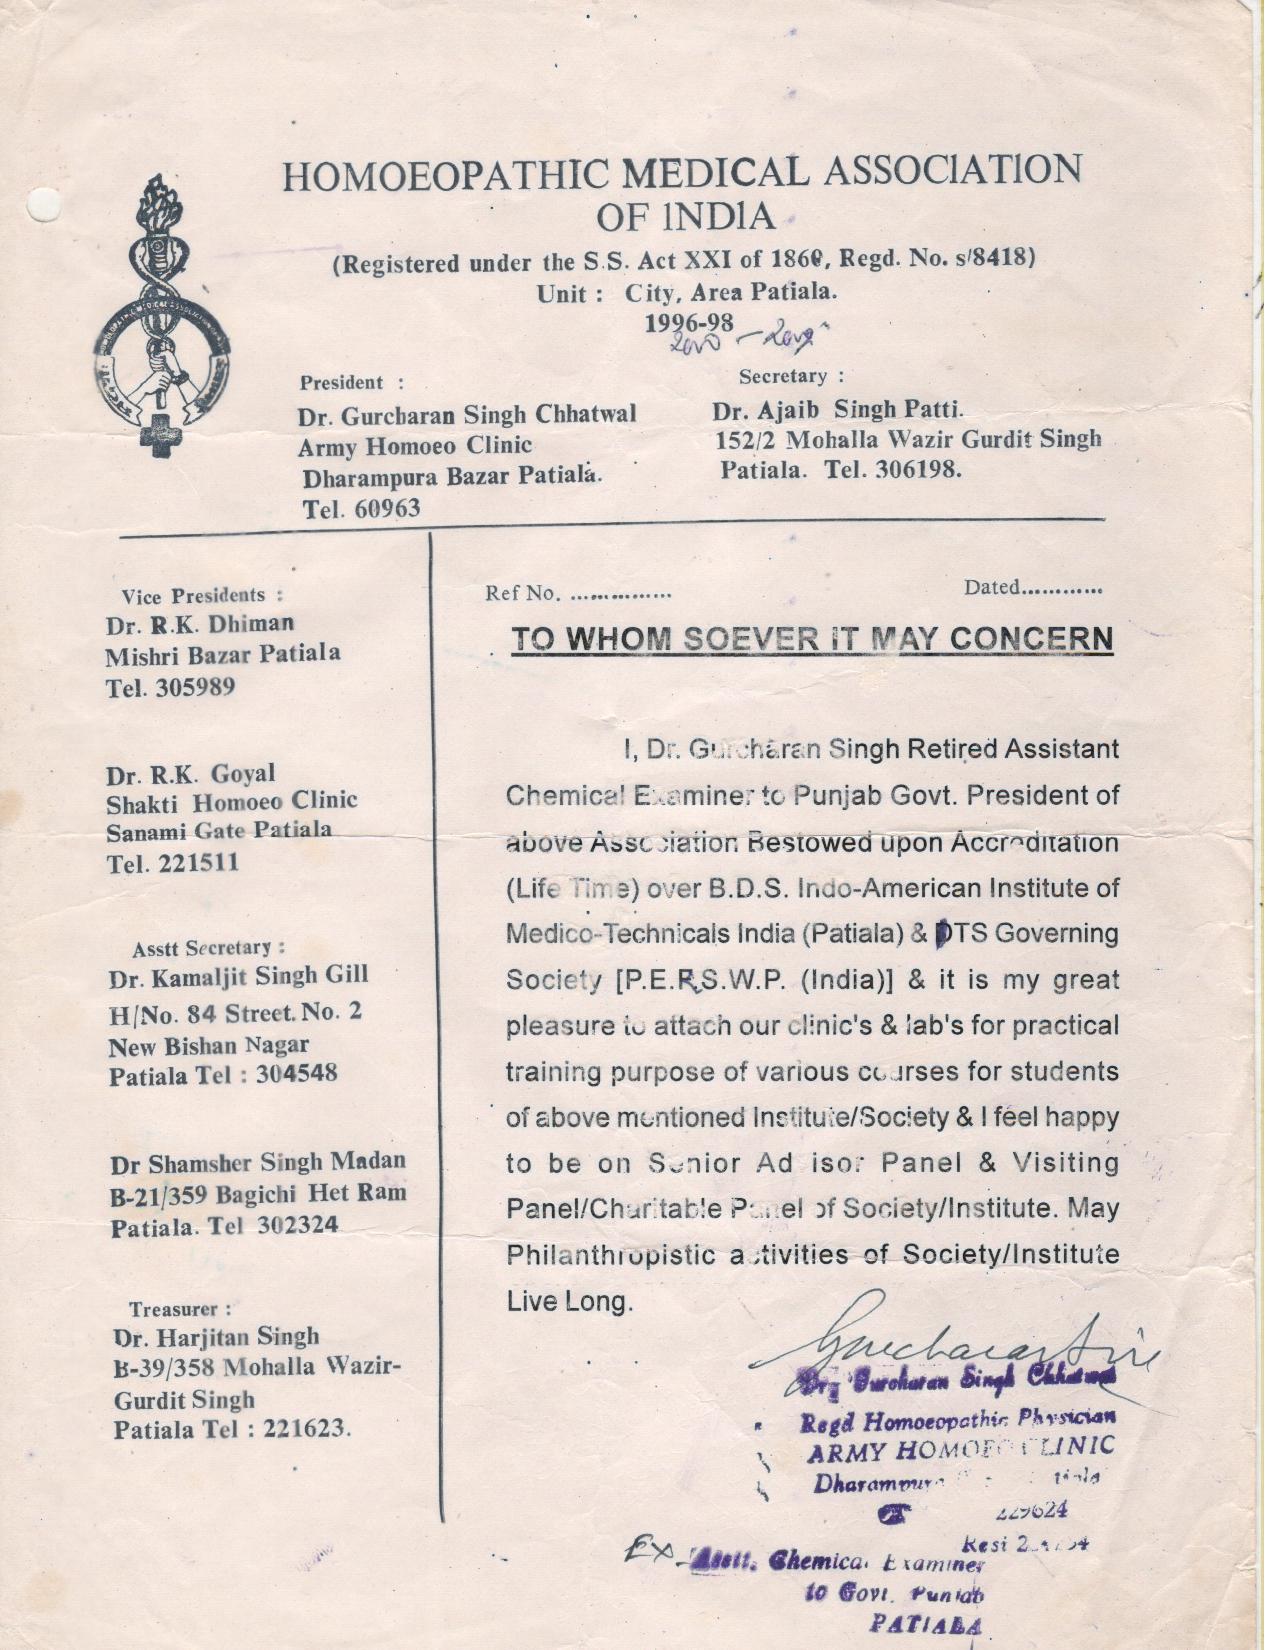 HOMOEOPATHIC MEDICAL ASSOCIATION
OF INDIA
(Registered under the S.S. Act XXI of 1860, Regd. No. s/8418)
Unit : City, Area Patiala.
1996-98
President :
Dr. Gurcharan Singh Chhatwal
Army Homoeo Clinic
Dharampura Bazar Patiala.
Tel. 60963
Secretary :
Dr. Ajaib Singh Patti.
152/2 Mohalla Wazir Gurdit Singh
Patiala. Tel. 306198.
Vice Presidents :
Dr. R.K. Dhiman
Mishri Bazar Patiala
Tel. 305989
Dr. R.K. Goyal
Shakti Homoeo Clinic
Sanami Gate Patiala
Tel. 221511
Asstt Secretary :
Dr. Kamaljit Singh Gill
H/No. 84 Street. No. 2
New Bishan Nagar
Patiala Tel : 304548
Dr Shamsher Singh Madan
B-21/359 Bagichi Het Ram
Patiala. Tel 302324
Treasurer :
Dr. Harjitan Singh
B-39/358 Mohalla Wazir-
Gurdit Singh
Patiala Tel : 221623.
Ref No. ............... Dated............
TO WHOM SOEVER IT MAY CONCERN
I, Dr. Gurcharan Singh Retired Assistant
Chemical Examiner to Punjab Govt. President of
above Association Bestowed upon Accreditation
(Life Time) over B.D.S. Indo-American Institute of
Medico-Technicals India (Patiala) & DTS Governing
Society [P.E.R.S.W.P. (India)] & it is my great
pleasure to attach our clinic's & lab's for practical
training purpose of various courses for students
of above mentioned Institute/Society & I feel happy
to be on Senior Advisor Panel & Visiting
Panel/Charitable Panel of Society/Institute. May
Philanthropistic activities of Society/Institute
Live Long.
Dr. Gurcharan Singh Chhatwal
Regd Homoeopathic Physician
ARMY HOMOEO CLINIC
Dharampura
229624
Resi
Ex-Asstt. Chemical Examiner
to Govt. Punjab
PATIALA